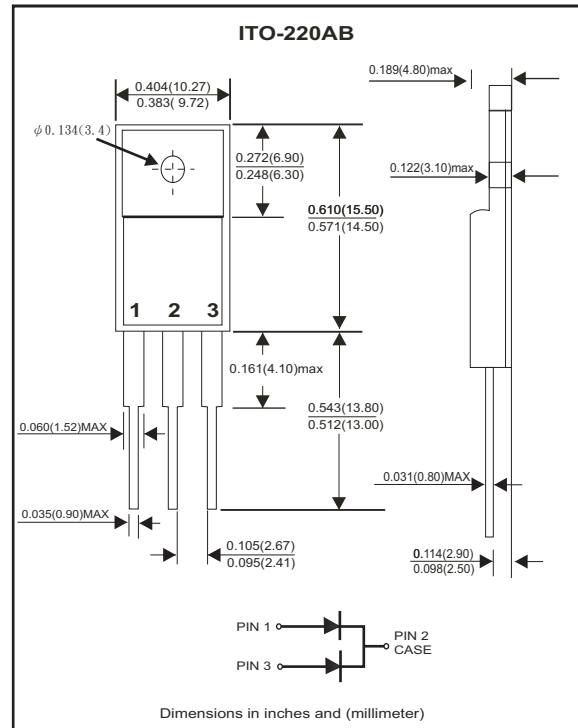 ITO-220AB
0.189(4.80)max
0.404(10.27)
0.383( 9.72)
ϕ0.134(3.4)
0.272(6.90)
0.248(6.30)
0.122(3.10)max
0.610(15.50)
0.571(14.50)
1 2 3
0.161(4.10)max
0.543(13.80)
0.512(13.00)
0.060(1.52)MAX
0.031(0.80)MAX
0.035(0.90)MAX
0.105(2.67)
0.095(2.41)
0.114(2.90)
0.098(2.50)
PIN 1
PIN 2
CASE
PIN 3
Dimensions in inches and (millimeter)